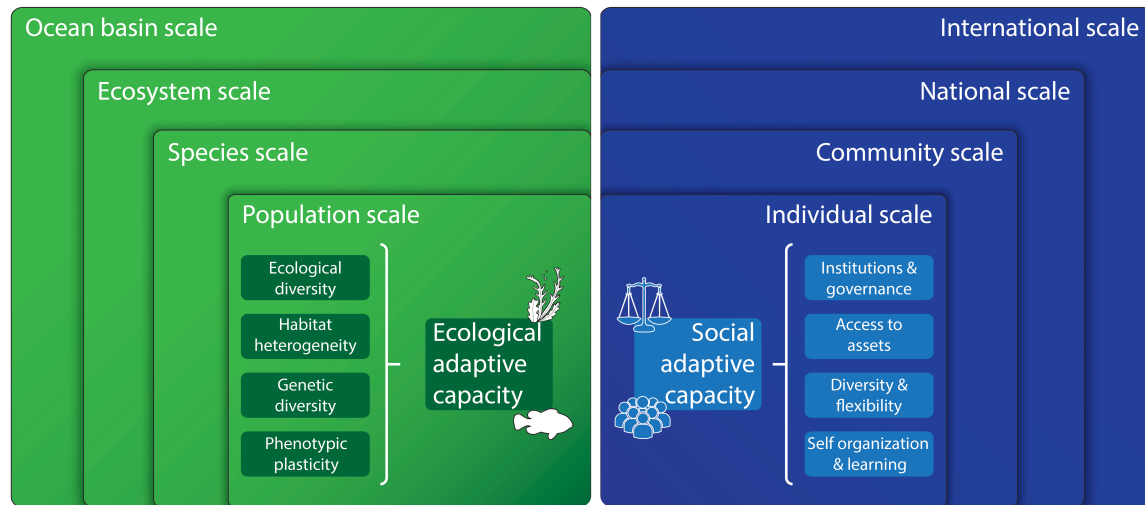 Ocean basin scale
Ecosystem scale
Species scale
Population scale
Ecological
diversity
Habitat
heterogeneity
Genetic
diversity
Phenotypic
plasticity
Ecological
adaptive
capacity
International scale
National scale
Community scale
Individual scale
Social
adaptive
capacity
Institutions &
governance
Access to
assets
Diversity &
flexibility
Self organization
& learning